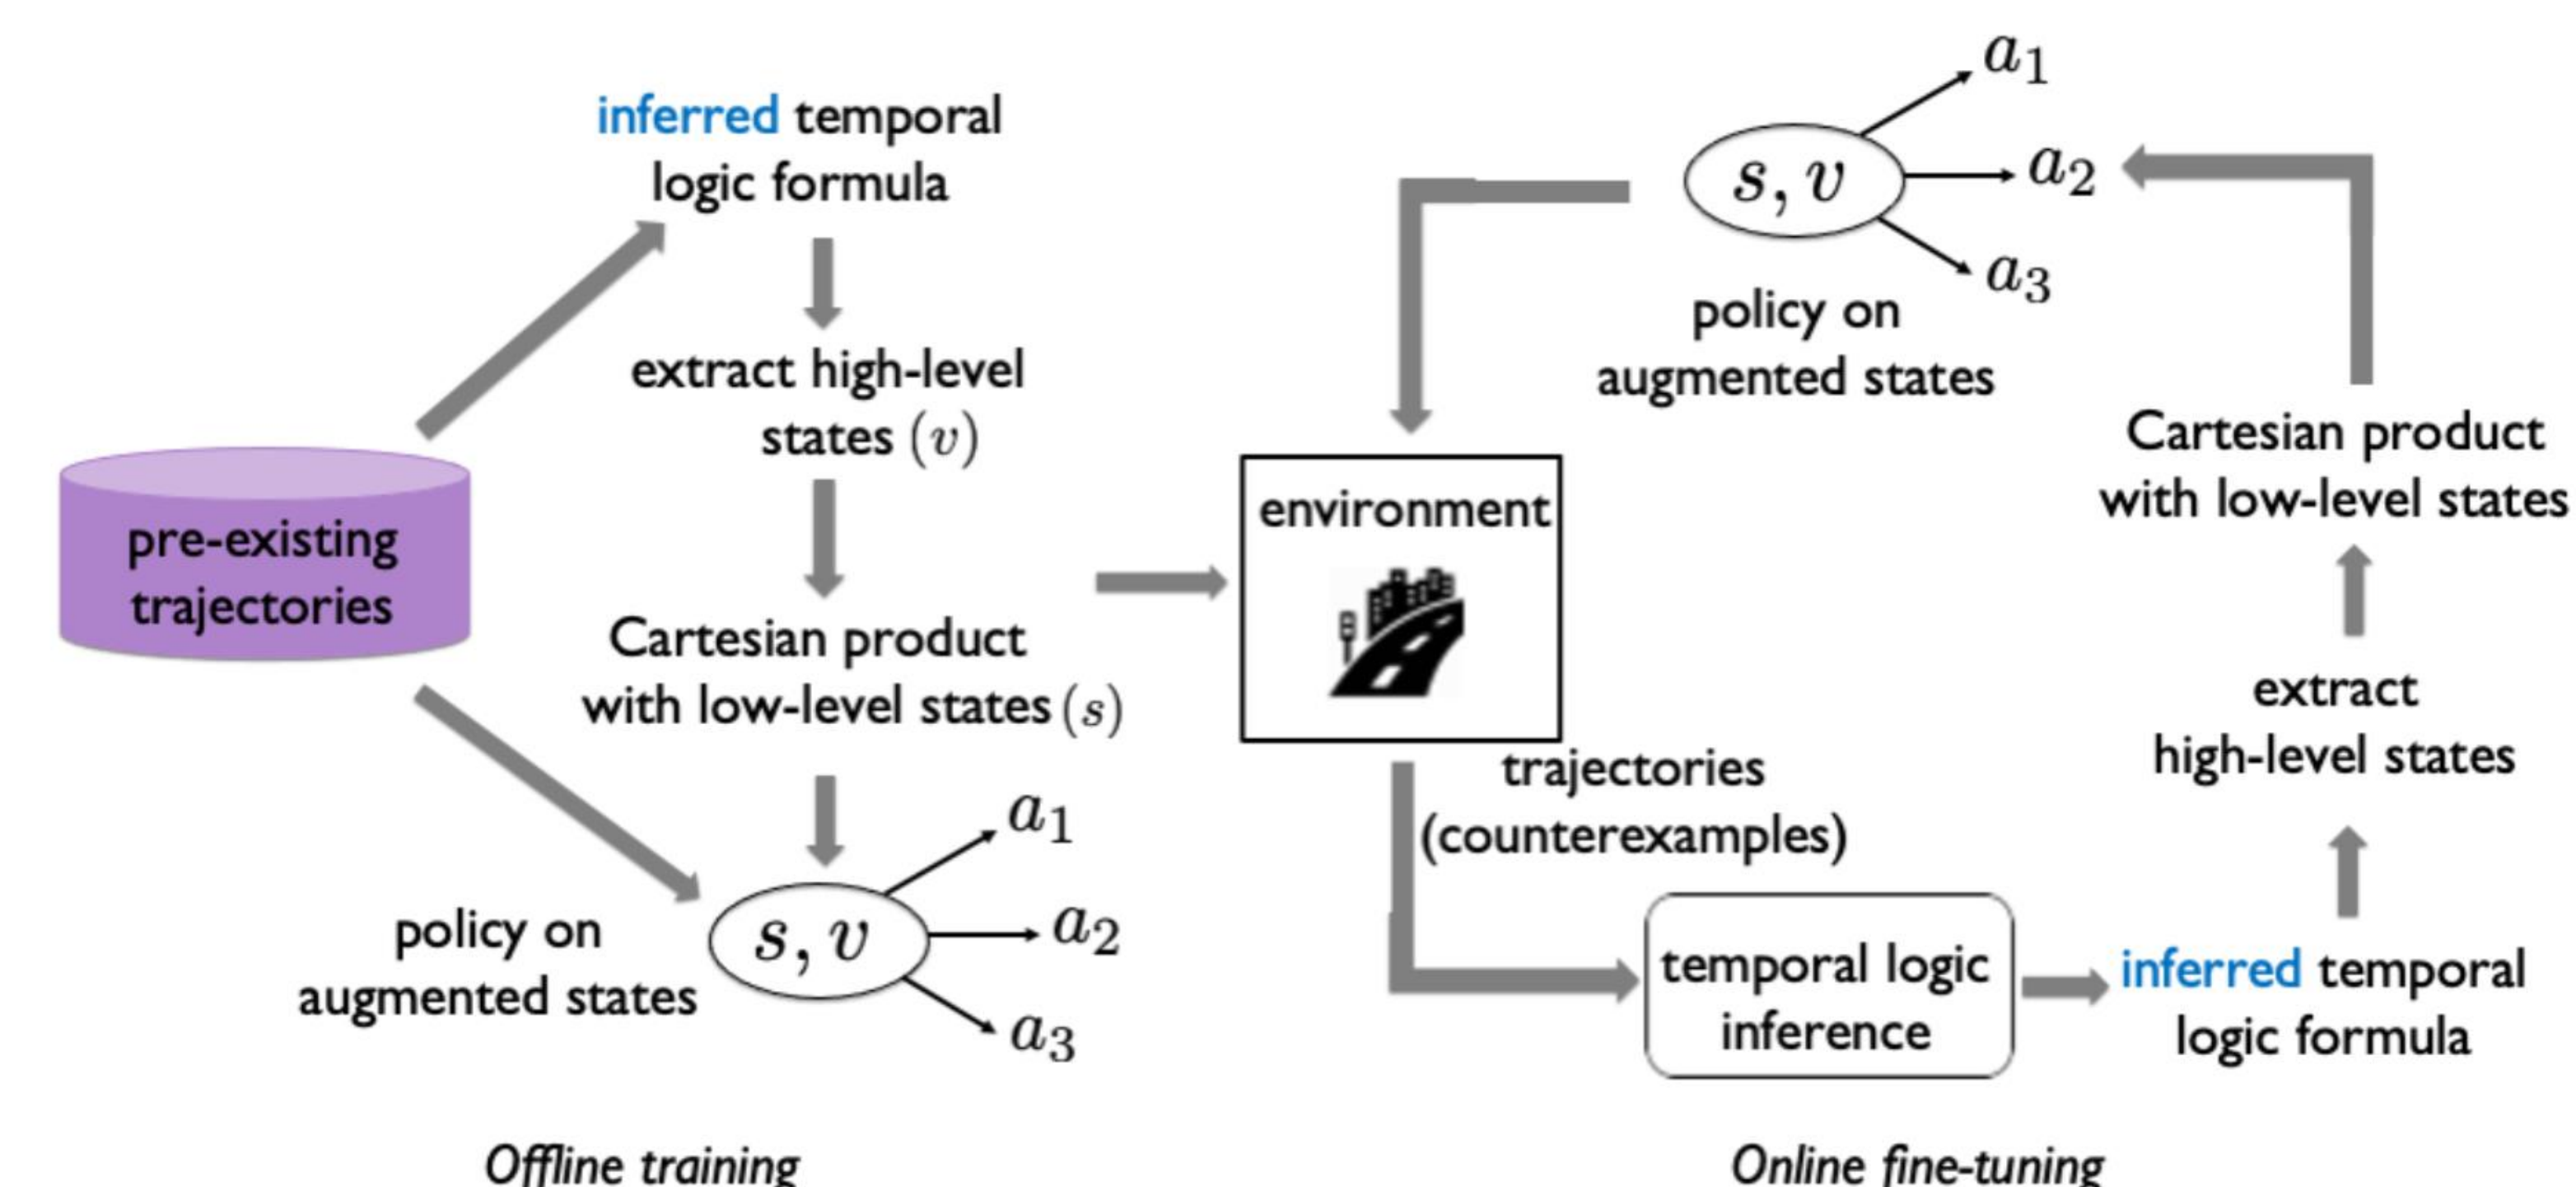 inferred temporal
logic formula
extract high-level
states (v)
pre-existing
trajectories
Cartesian product
with low-level states (s)
policy on
augmented states
s, v
a1
a2
a3
Offline training
environment
s, v
a1
a2
a3
policy on
augmented states
Cartesian product
with low-level states
extract
high-level states
trajectories
(counterexamples)
temporal logic
inference
inferred temporal
logic formula
Online fine-tuning